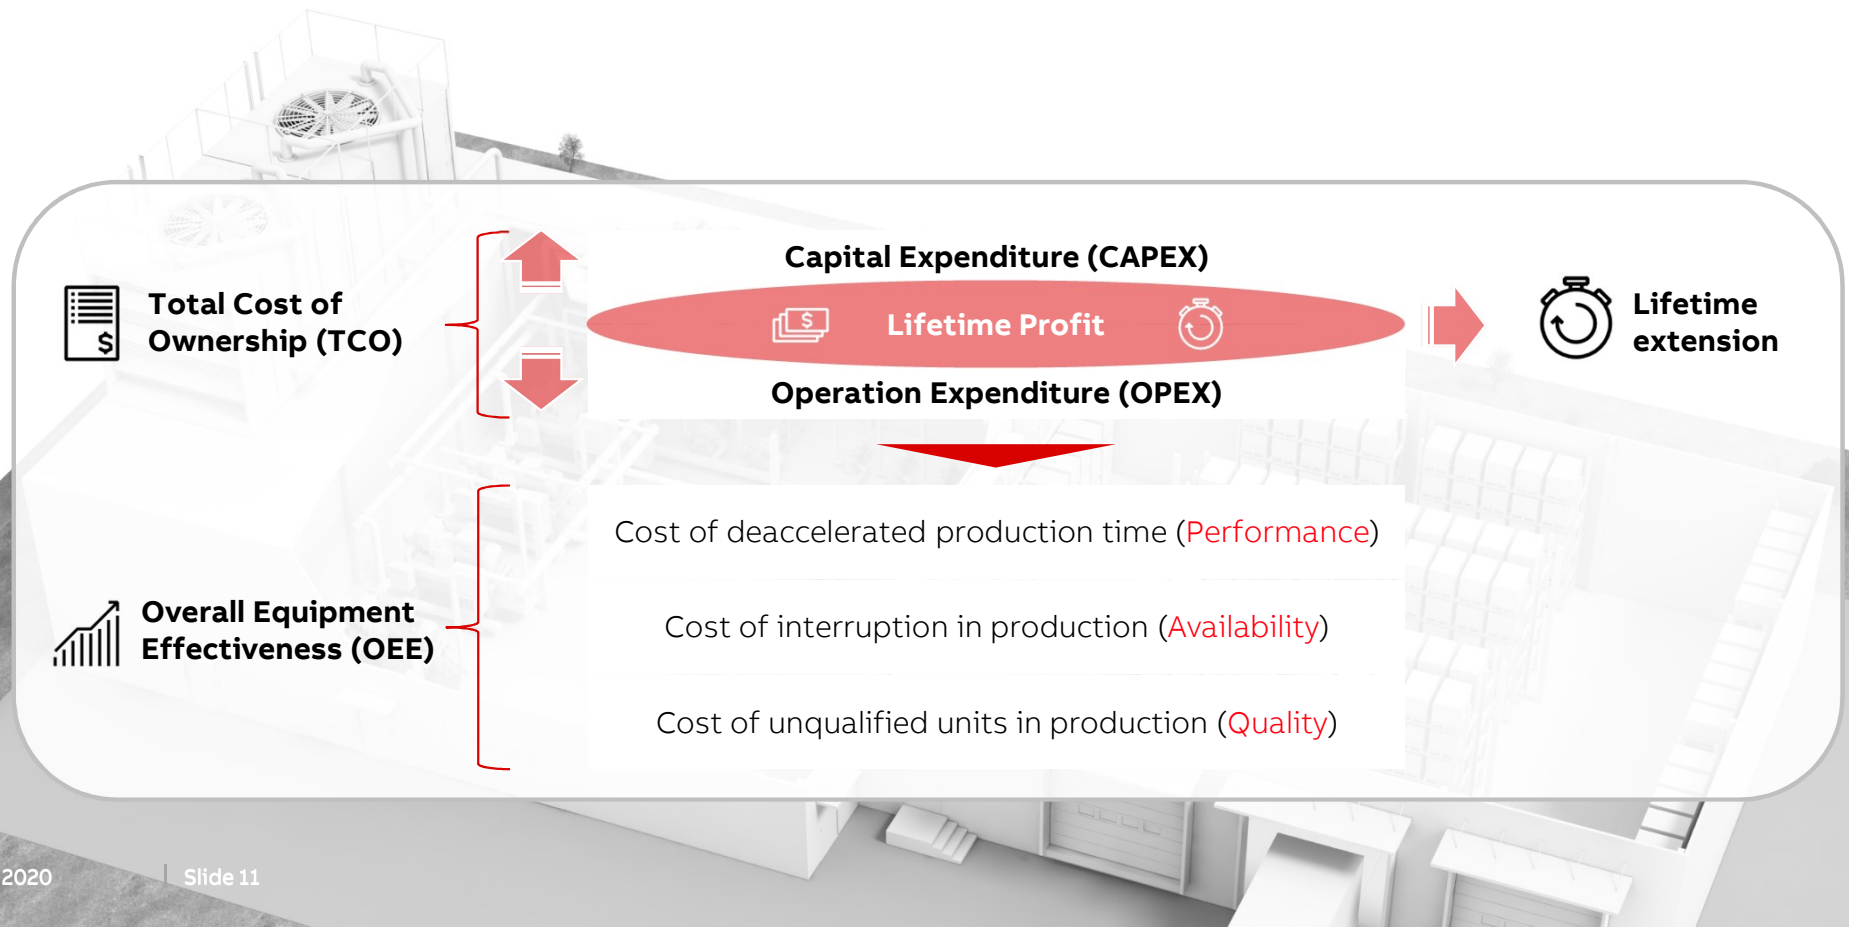 Capital Expenditure (CAPEX)
Total Cost of
Ownership (TCO)
$
$
Lifetime Profit
Lifetime
extension
Operation Expenditure (OPEX)
Cost of deaccelerated production time (Performance)
Overall Equipment
Effectiveness (OEE)
Cost of interruption in production (Availability)
Cost of unqualified units in production (Quality)
2020
Slide 11